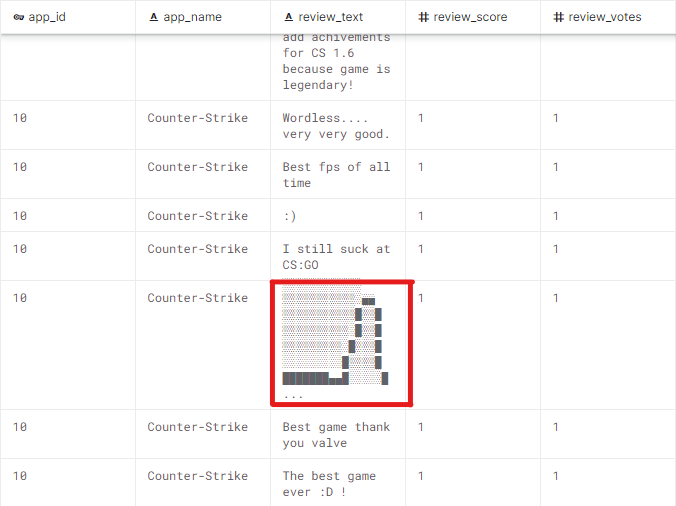 app_id app_name review_text review_score review_votes
add achivements
for CS 1.6
because game is
legendary!
10 Counter-Strike Wordless.... 1 1
very very good.
10 Counter-Strike Best fps of all 1 1
time
10 Counter-Strike :) 1 1
10 Counter-Strike I still suck at 1 1
CS:GO
10 Counter-Strike 1 1
...
10 Counter-Strike Best game thank 1 1
you valve
10 Counter-Strike The best game 1 1
ever :D !